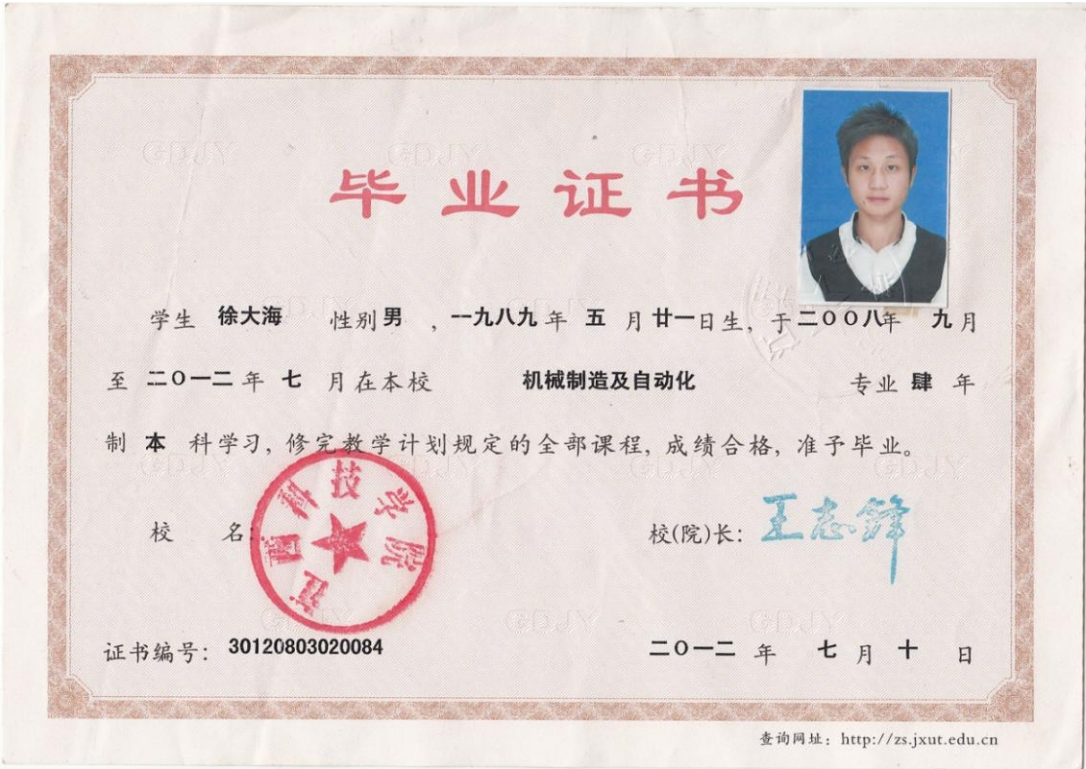 毕业证书
学生 徐大海 性别 男 ,一九八九 年 五 月 廿一日生, 于 二〇〇八年 九月
至 二〇一二 年 七 月在本校 机械制造及自动化 专业 肆 年
制 本 科学习, 修完教学计划规定的全部课程, 成绩合格, 准予毕业。
校 名:
技学院
校(院)长: 王志锋
证书编号: 30120803020084
二〇一二 年 七 月 十 日
查询网址: http://zs.jxut.edu.cn
GDJY